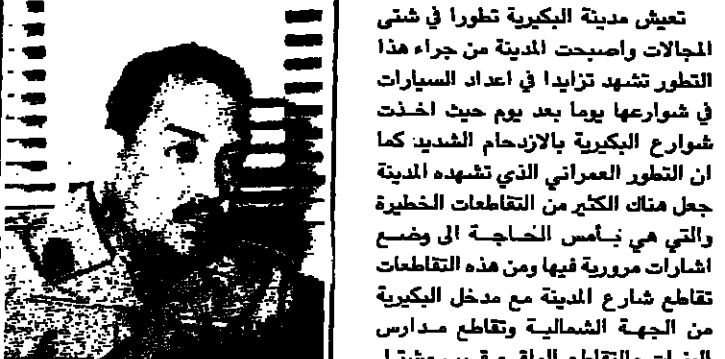 تعيش مدينة البكيرية تطورا في شتى
المجالات واصبحت المدينة من جراء هذا
التطور تشهد تزايدا في اعداد السيارات
في شوارعها يوما بعد يوم حيث اخذت
شوارع البكيرية بالازدحام الشديد كما
ان التطور العمراني الذي تشهده المدينة
جعل هناك الكثير من التقاطعات الخطيرة
والتي هي بأمس الحاجة الى وضع
اشارات مرورية فيها ومن هذه التقاطعات
تقاطع شارع المدينة مع مدخل البكيرية
من الجهة الشمالية وتقاطع مدارس
والتقاطع